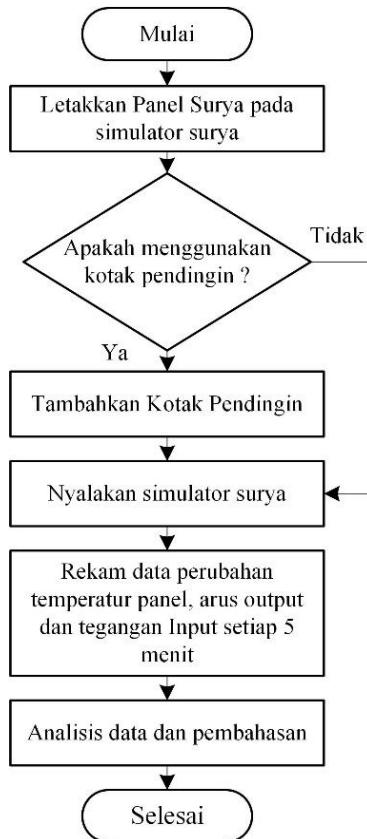 Mulai
Letakkan Panel Surya pada
simulator surya
Apakah menggunakan
kotak pendingin ?
Tidak
Ya
Tambahkan Kotak Pendingin
Nyalakan simulator surya
Rekam data perubahan
temperatur panel, arus output
dan tegangan Input setiap 5
menit
Analisis data dan pembahasan
Selesai